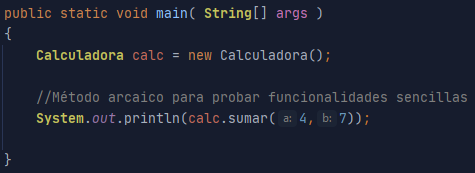 public static void main( String[] args )
{
Calculadora calc = new Calculadora();
//Método arcaico para probar funcionalidades sencillas
System.out.println(calc.sumar( a: 4, b: 7));
}